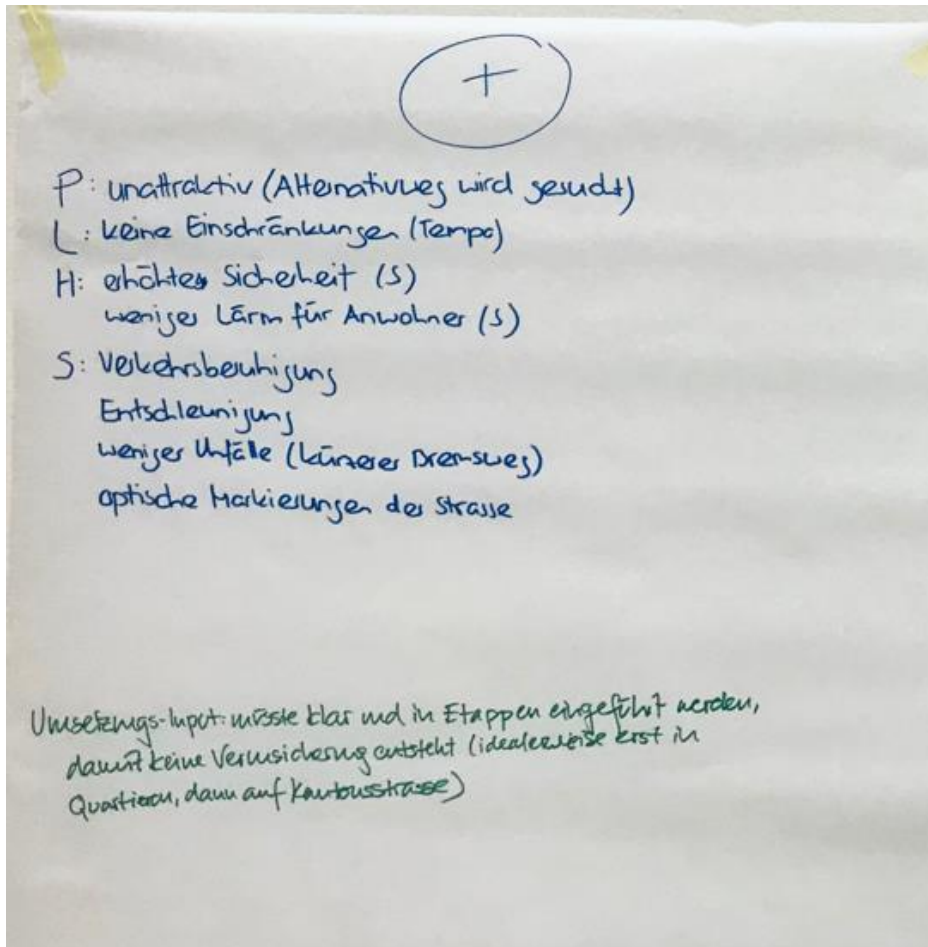 +
P: unattraktiv (Alternativweg wird gesucht)
L: keine Einschränkungen (Tempo)
H: erhöhtes Sicherheit (S)
weniger Lärm für Anwohner (S)
S: Verkehrsberuhigung
Entschleunigung
weniger Unfälle (kürzerer Bremsweg)
optische Markierungen der Strasse
Umsetzungs-Input: müsste klar und in Etappen eingeführt werden,
damit keine Verunsicherung entsteht (idealerweise erst in
Quartieren, dann auf Kantonsstrasse)